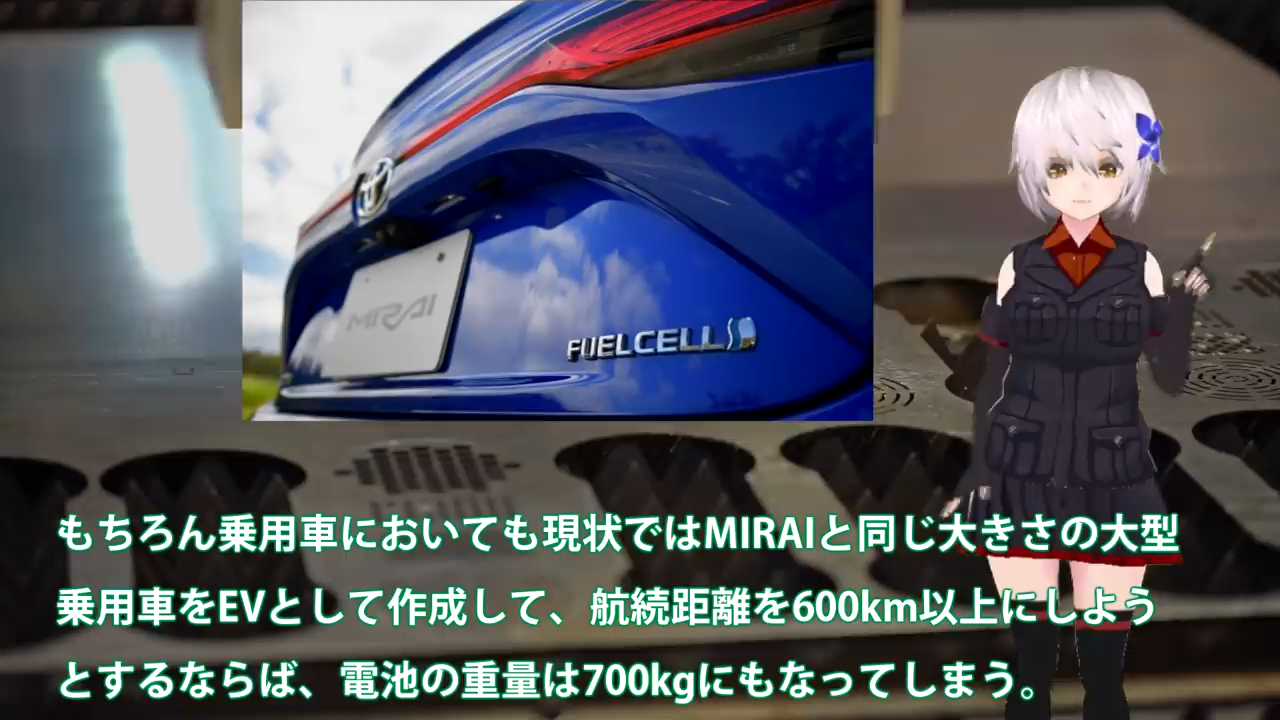 MIRAI
FUELCELL
もちろん乗用車においても現状ではMIRAIと同じ大きさの大型
乗用車をEVとして作成して、航続距離を600km以上にしよう
とするならば、電池の重量は700kgにもなってしまう。